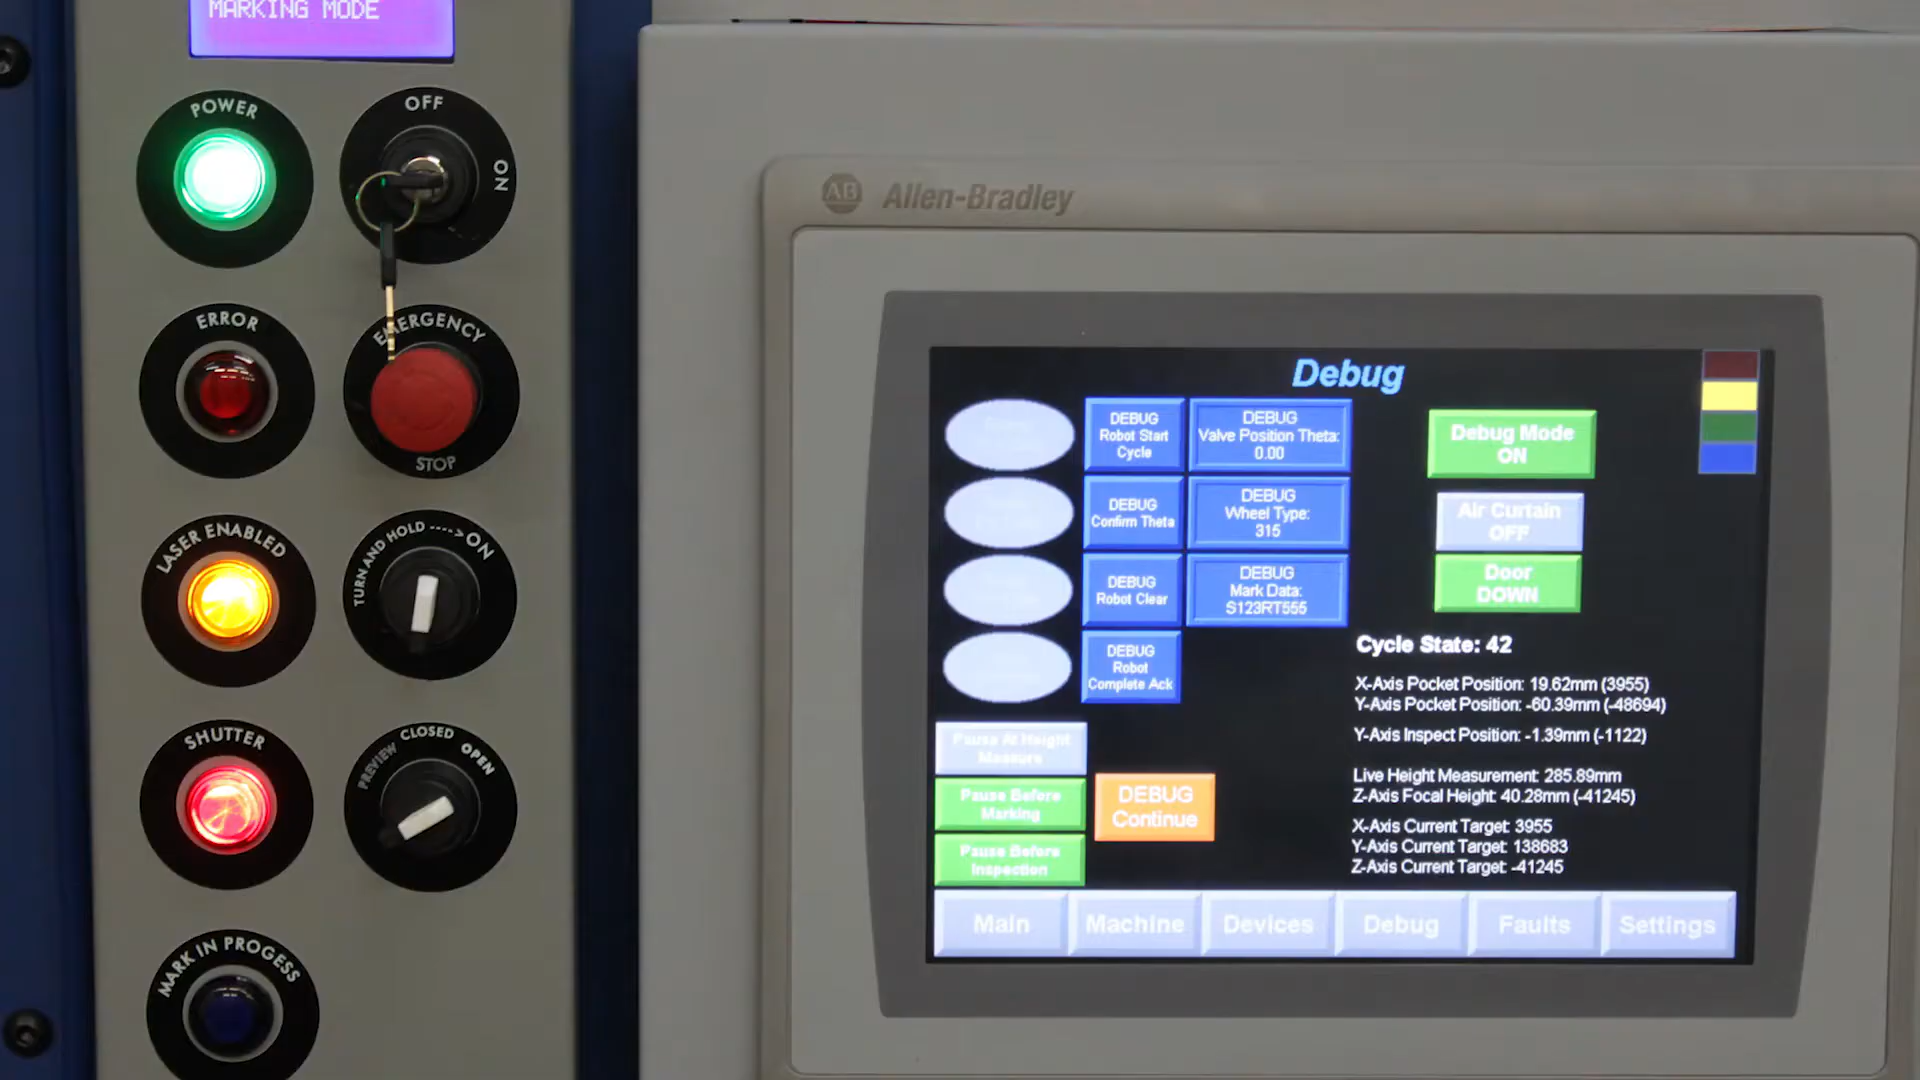 MARKING MODE
POWER
OFF
ON
ERROR
EMERGENCY
STOP
LASER ENABLED
TURN AND HOLD ---->ON
SHUTTER
PREVIEW CLOSED OPEN
MARK IN PROGESS
AB Allen-Bradley
Debug
DEBUG
Robot Start
Cycle
DEBUG
Valve Position Theta:
0.00
Debug Mode
ON
DEBUG
Confirm Theta
DEBUG
Wheel Type:
315
Air Curtain
OFF
DEBUG
Robot Clear
DEBUG
Mark Data:
S123RT555
Door
DOWN
DEBUG
Robot
Complete Ack
Cycle State: 42
X-Axis Pocket Position: 19.62mm (3955)
Y-Axis Pocket Position: -60.39mm (-48694)
Y-Axis Inspect Position: -1.39mm (-1122)
Live Height Measurement: 285.89mm
Z-Axis Focal Height: 40.28mm (-41245)
X-Axis Current Target: 3955
Y-Axis Current Target: 138683
Z-Axis Current Target: -41245
Pause At Height
Measure
Pause Before
Marking
Pause Before
Inspection
DEBUG
Continue
Main
Machine
Devices
Debug
Faults
Settings